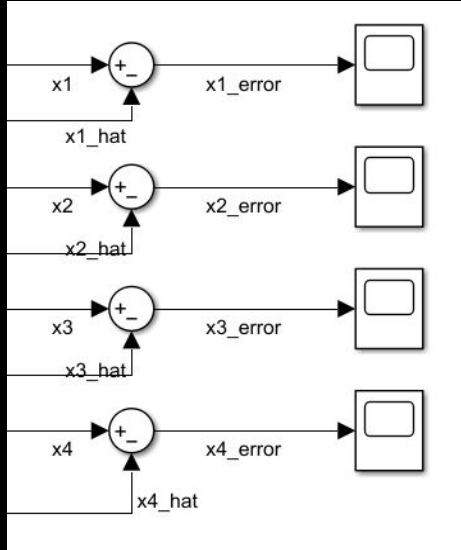 +
−
x1
x1_error
x1_hat
+
−
x2
x2_error
x2_hat
+
−
x3
x3_error
x3_hat
+
−
x4
x4_error
x4_hat